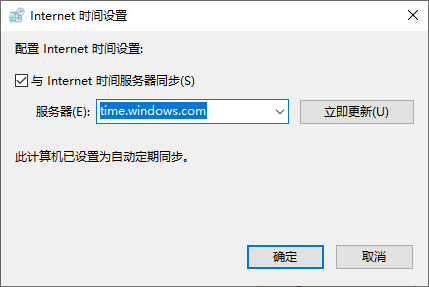 Internet 时间设置
配置 Internet 时间设置:
与 Internet 时间服务器同步(S)
服务器(E): time.windows.com 立即更新(U)
此计算机已设置为自动定期同步。
确定 取消